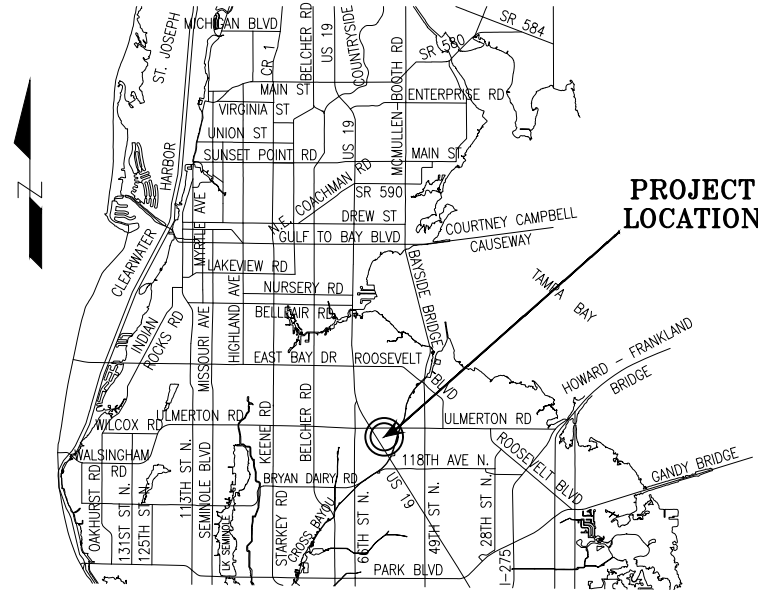 MICHIGAN BLVD
ST. JOSEPH
HARBOR
CR 1
BELCHER RD
US 19
COUNTRYSIDE
MCMULLEN-BOOTH RD
SR 580
SR 584
MAIN ST
ENTERPRISE RD
VIRGINIA ST
UNION ST
SUNSET POINT RD
US 19
MAIN ST
N.E. COACHMAN RD
SR 590
DREW ST
GULF TO BAY BLVD
COURTNEY CAMPBELL
CAUSEWAY
PROJECT
LOCATION
Z
MYRTLE AVE
CLEARWATER
LAKEVIEW RD
NURSERY RD
BELLEAIR RD
BAYSIDE BRIDGE
TAMPA BAY
INDIAN
ROCKS RD
MISSOURI AVE
HIGHLAND AVE
EAST BAY DR
ROOSEVELT
BLVD
HOWARD - FRANKLAND
BRIDGE
WILCOX RD
ULMERTON RD
ULMERTON RD
WALSINGHAM
RD
113TH ST N.
SEMINOLE BLVD
KEENE RD
BELCHER RD
118TH AVE N.
ROOSEVELT BLVD
GANDY BRIDGE
BRYAN DAIRY RD
OAKHURST RD
131ST ST N.
125TH ST N.
LK SEMINOLE
STARKEY RD
CROSS BAYOU
66TH ST N.
US 19
49TH ST N.
28TH ST N.
I-275
PARK BLVD